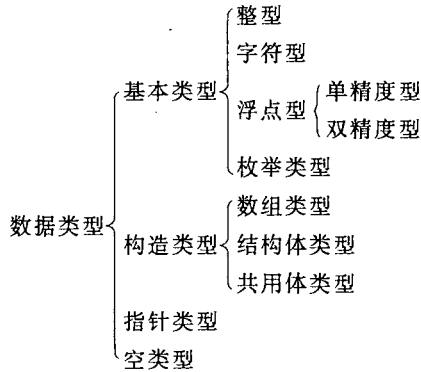 整型
字符型
基本类型
浮点型
单精度型
双精度型
枚举类型
数据类型
数组类型
构造类型
结构体类型
共用体类型
指针类型
空类型